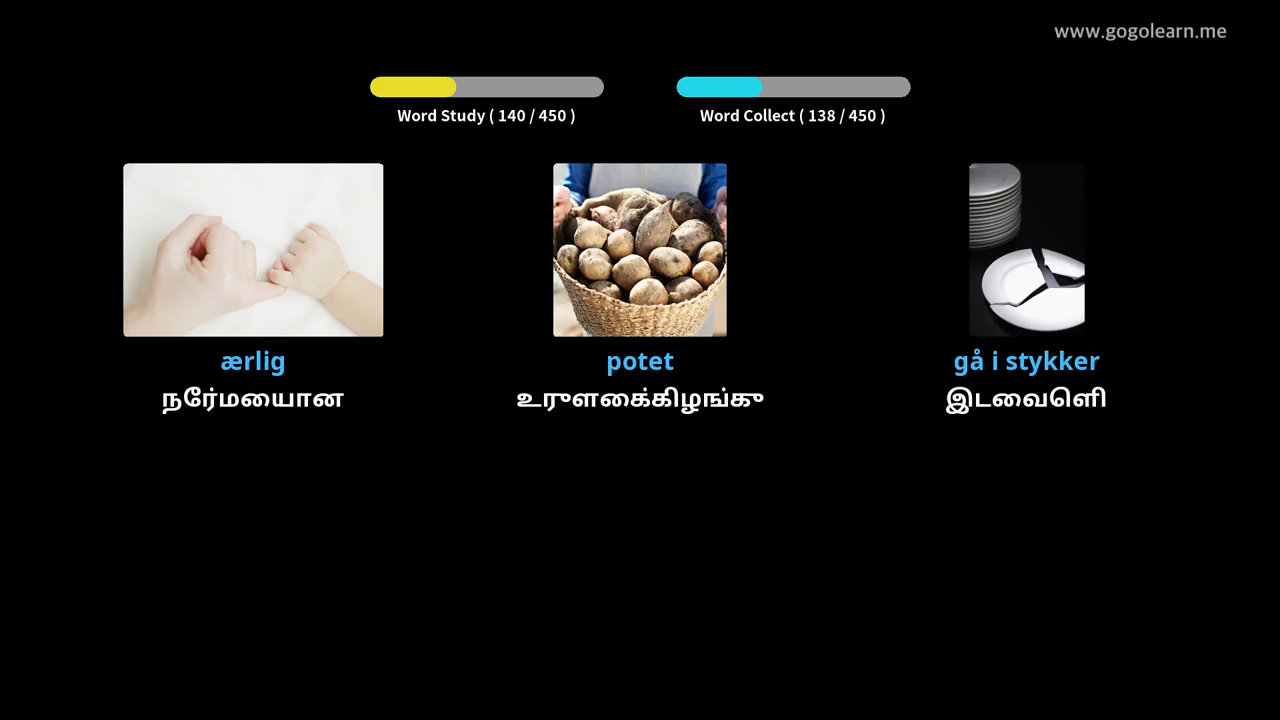 www.gogolearn.me
Word Study ( 140 / 450 )
Word Collect ( 138 / 450 )
ærlig
potet
gå i stykker
நேர்மையான
உருளைக்கிழங்கு
இடைவெளி